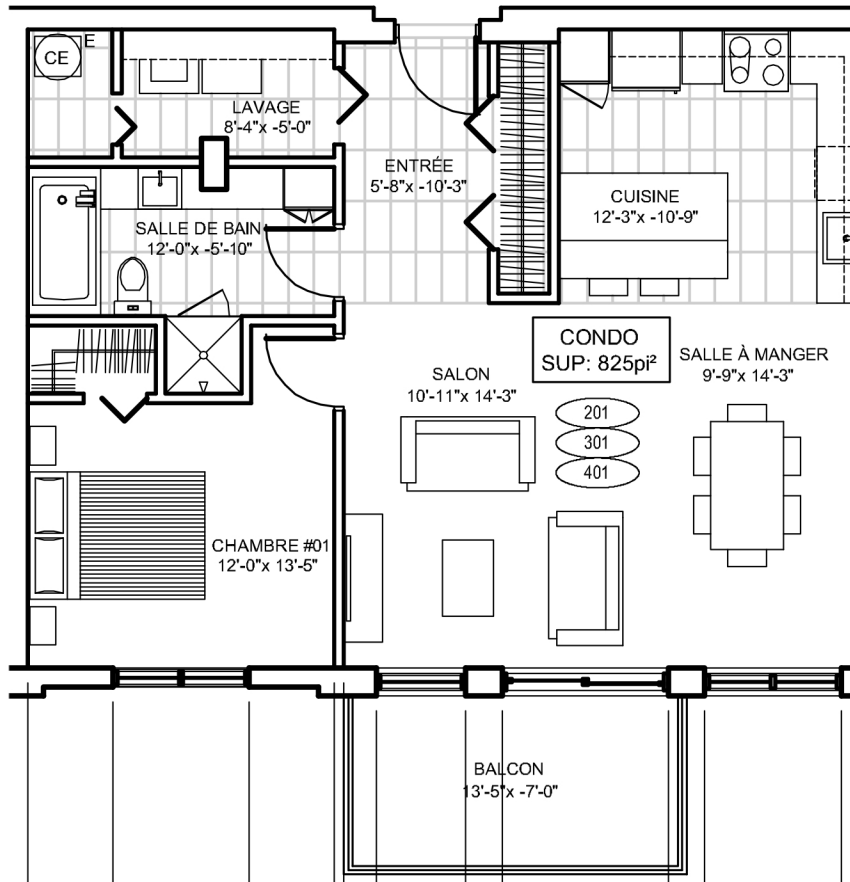 CE
E
LAVAGE
8'-4"x -5'-0"
ENTRÉE
5'-8"x -10'-3"
CUISINE
12'-3"x -10'-9"
SALLE DE BAIN
12'-0"x -5'-10"
CONDO
SUP: 825pi²
SALON
10'-11"x 14'-3"
SALLE À MANGER
9'-9"x 14'-3"
201
301
401
CHAMBRE #01
12'-0"x 13'-5"
BALCON
13'-5"x -7'-0"